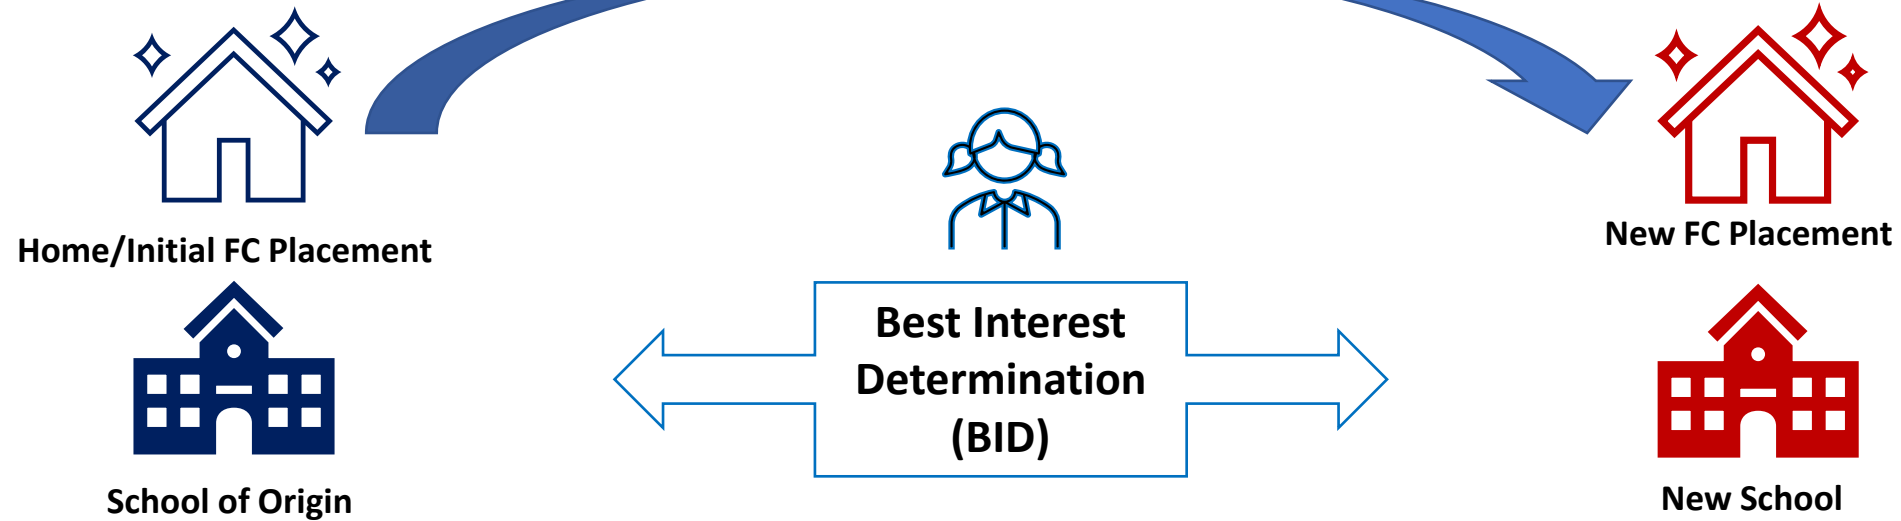 Home/Initial FC Placement
New FC Placement
Best Interest
Determination
(BID)
School of Origin
New School